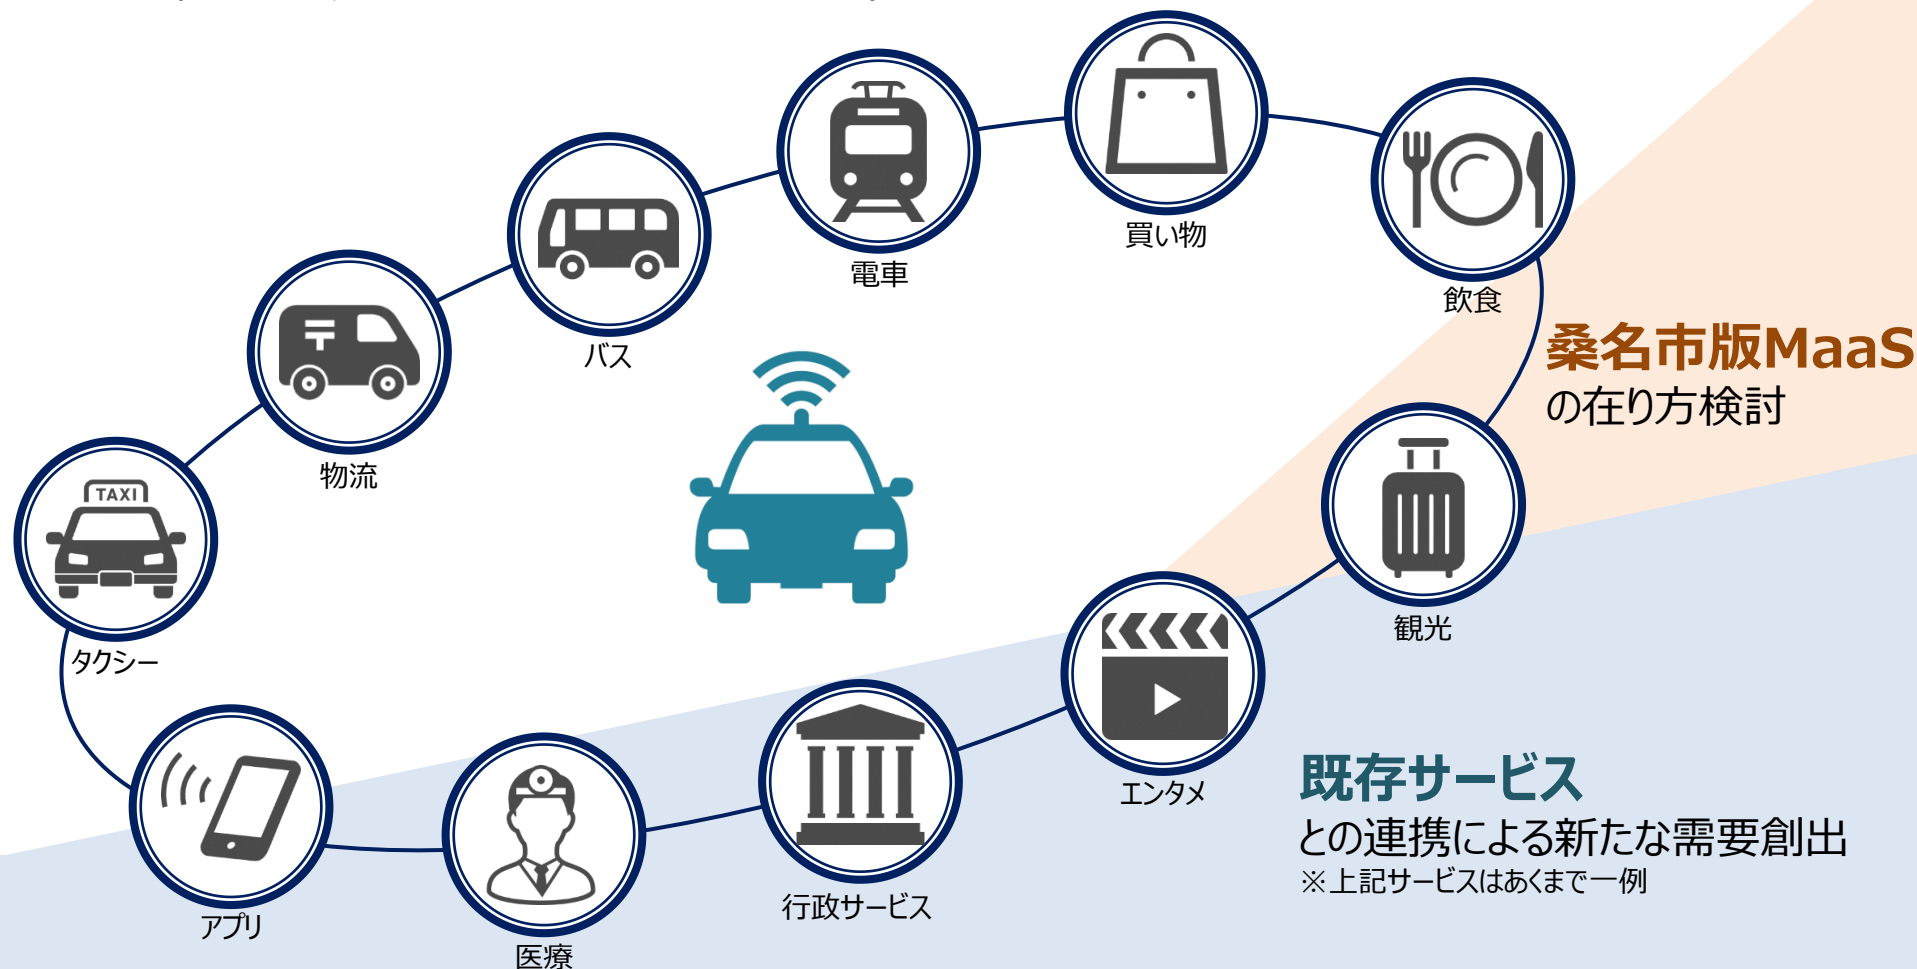 買い物
電車
飲食
バス
桑名市版MaaS
の在り方検討
物流
TAXI
タクシー
観光
エンタメ
既存サービス
との連携による新たな需要創出
※上記サービスはあくまで一例
行政サービス
アプリ
医療